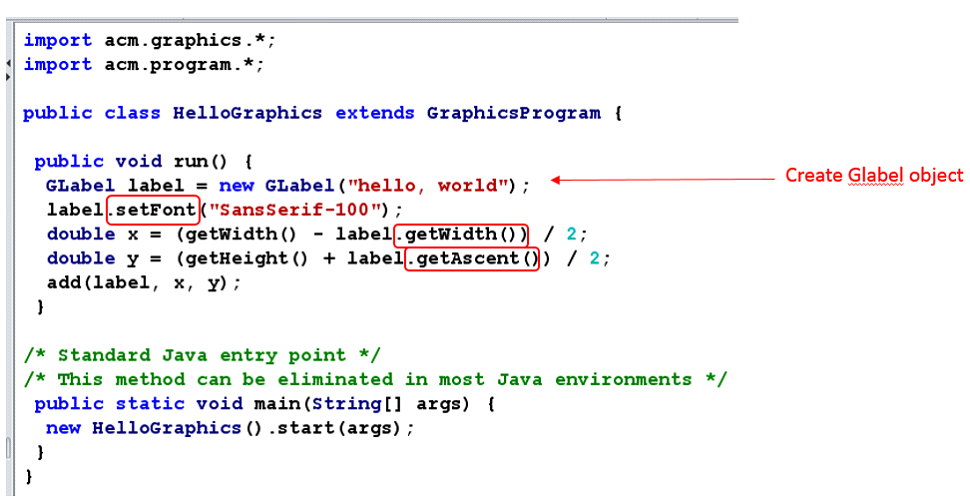 import acm.graphics.*;
import acm.program.*;
public class HelloGraphics extends GraphicsProgram {
public void run() {
GLabel label = new GLabel("hello, world"); Create Glabel object
label.setFont("SansSerif-100");
double x = (getWidth() - label.getWidth()) / 2;
double y = (getHeight() + label.getAscent()) / 2;
add(label, x, y);
}
/* Standard Java entry point */
/* This method can be eliminated in most Java environments */
public static void main(String[] args) {
new HelloGraphics().start(args);
}
}